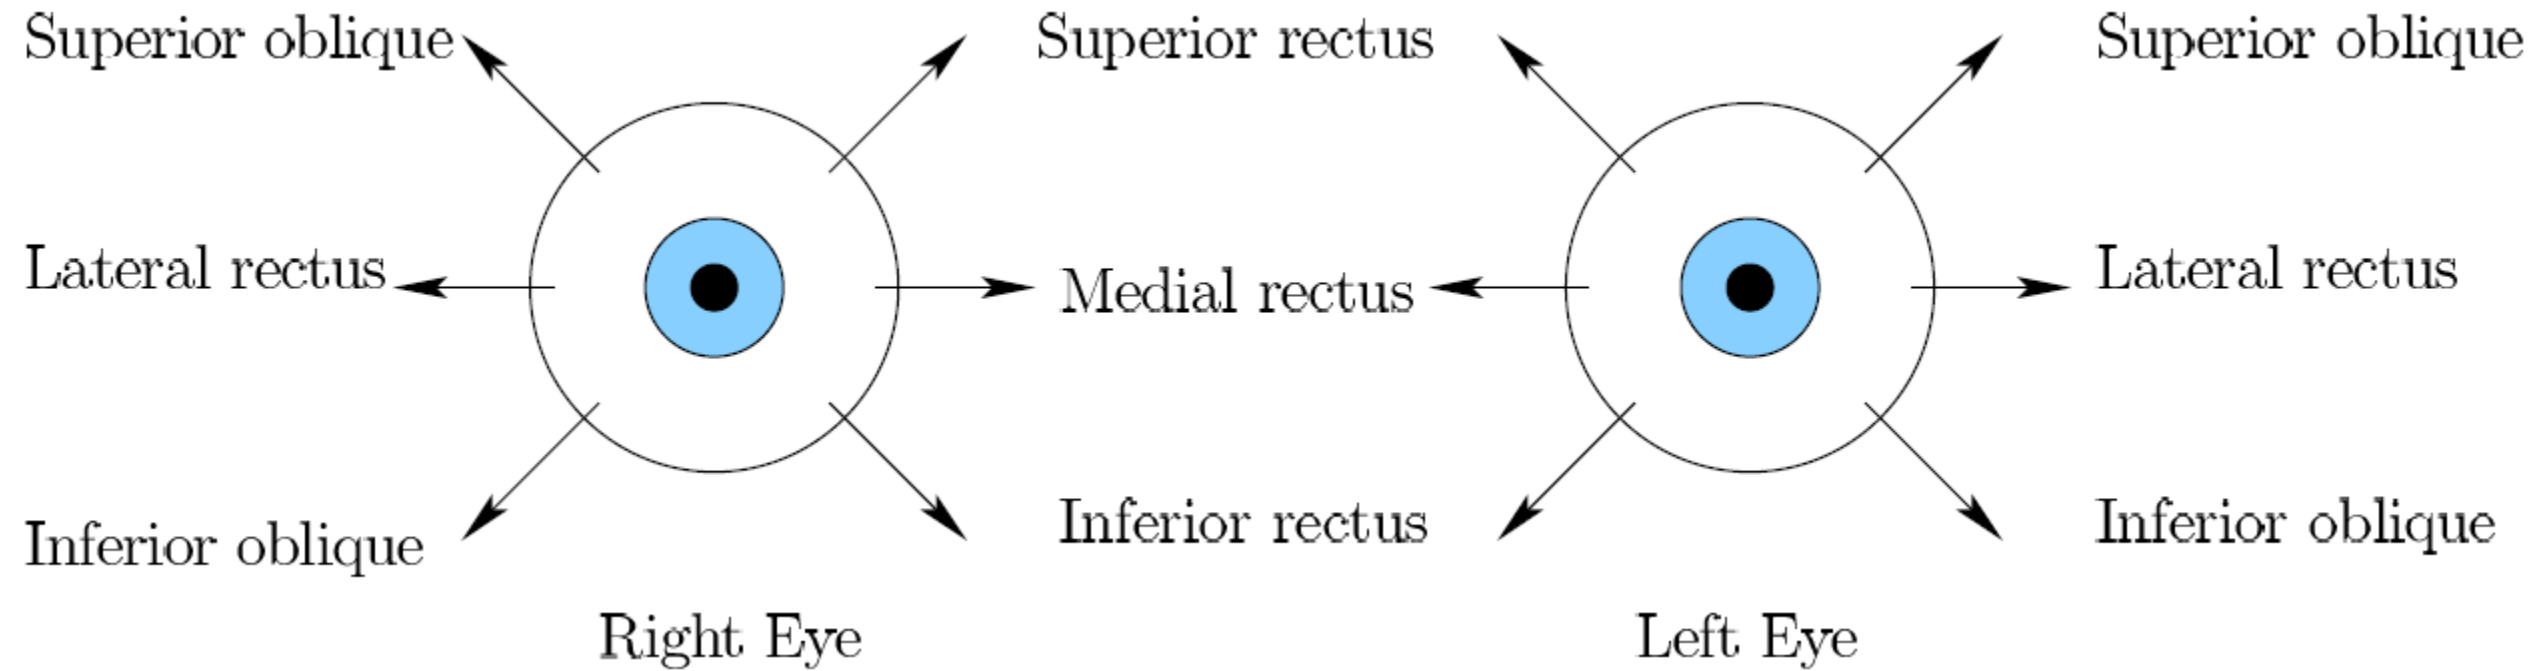 Superior oblique
Superior rectus
Superior oblique
Lateral rectus
Medial rectus
Lateral rectus
Inferior oblique
Inferior rectus
Inferior oblique
Right Eye
Left Eye